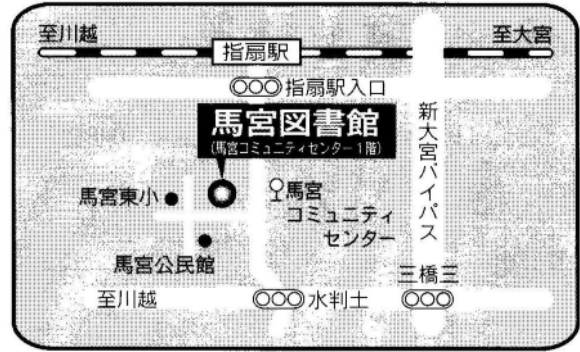 至川越
至大宮
指扇駅
指扇駅入口
馬宮図書館
(馬宮コミュニティセンター1階)
新大宮バイパス
馬宮東小
馬宮
コミュニティ
センター
馬宮公民館
三橋三
至川越
水判土